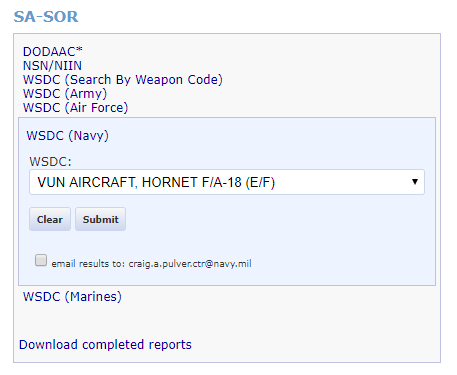 SA-SOR
DODAAC*
NSN/NIIN
WSDC (Search By Weapon Code)
WSDC (Army)
WSDC (Air Force)
WSDC (Navy)
WSDC:
VUN AIRCRAFT, HORNET F/A-18 (E/F)
Clear Submit
email results to: craig.a.pulver.ctr@navy.mil
WSDC (Marines)
Download completed reports